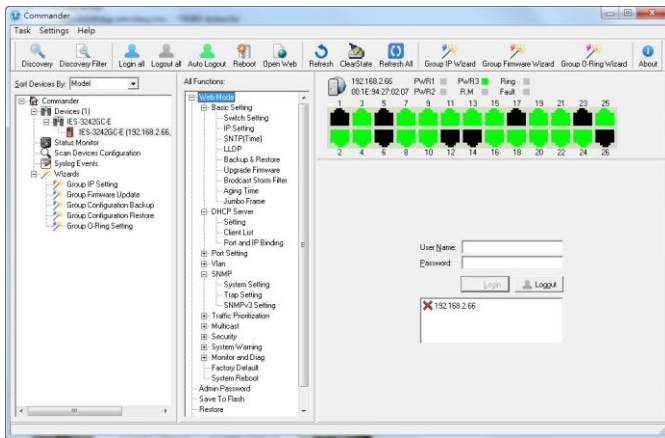 Commander
Task Settings Help
Discovery Discovery Filter Login all Logout all Auto Logout Reboot Open Web Refresh ClearState Refresh All Group IP Wizard Group Firmware Wizard Group O-Ring Wizard About
Sort Devices By: Model
Commander
Devices (1)
IES-3242GC-E
IES-3242GC-E (192.168.2.66,
Status Monitor
Scan Devices Configuration
Syslog Events
Wizards
Group IP Setting
Group Firmware Update
Group Configuration Backup
Group Configuration Restore
Group O-Ring Setting
All Functions:
Web Mode
Basic Setting
Switch Setting
IP Setting
SNTP(Time)
LLDP
Backup & Restore
Upgrade Firmware
Brodcast Storm Filter
Aging Time
Jumbo Frame
DHCP Server
Setting
Client List
Port and IP Binding
Port Setting
Vlan
SNMP
System Setting
Trap Setting
SNMPv3 Setting
Traffic Prioritization
Multicast
Security
System Warning
Monitor and Diag
Factory Default
System Reboot
Admin Password
Save To Flash
Restore
192.168.2.66 PWR1 PWR3 Ring
00:1E:94:27:02:07 PWR2 R.M Fault
1 3 5 7 9 11 13 15 17 19 21 23 25
2 4 6 8 10 12 14 16 18 20 22 24 26
User Name:
Password:
Login Logout
192.168.2.66